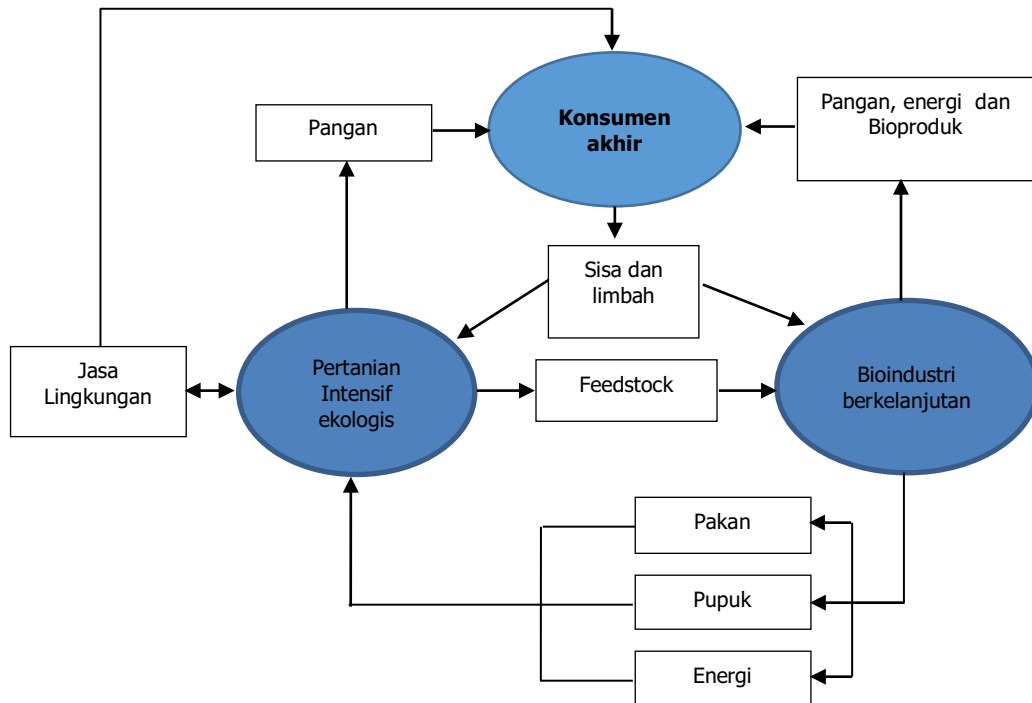 Konsumen
akhir
Pangan
Pangan, energi dan
Bioproduk
Sisa dan
limbah
Jasa
Lingkungan
Pertanian
Intensif
ekologis
Feedstock
Bioindustri
berkelanjutan
Pakan
Pupuk
Energi